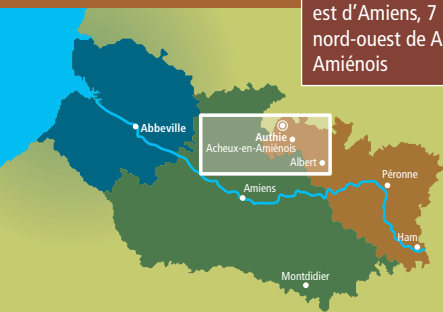 est d'Amiens, 7
nord-ouest de A
Amiénois
Abbeville
Authie
Acheux-en-Amiénois
Albert
Péronne
Amiens
Ham
Montdidier